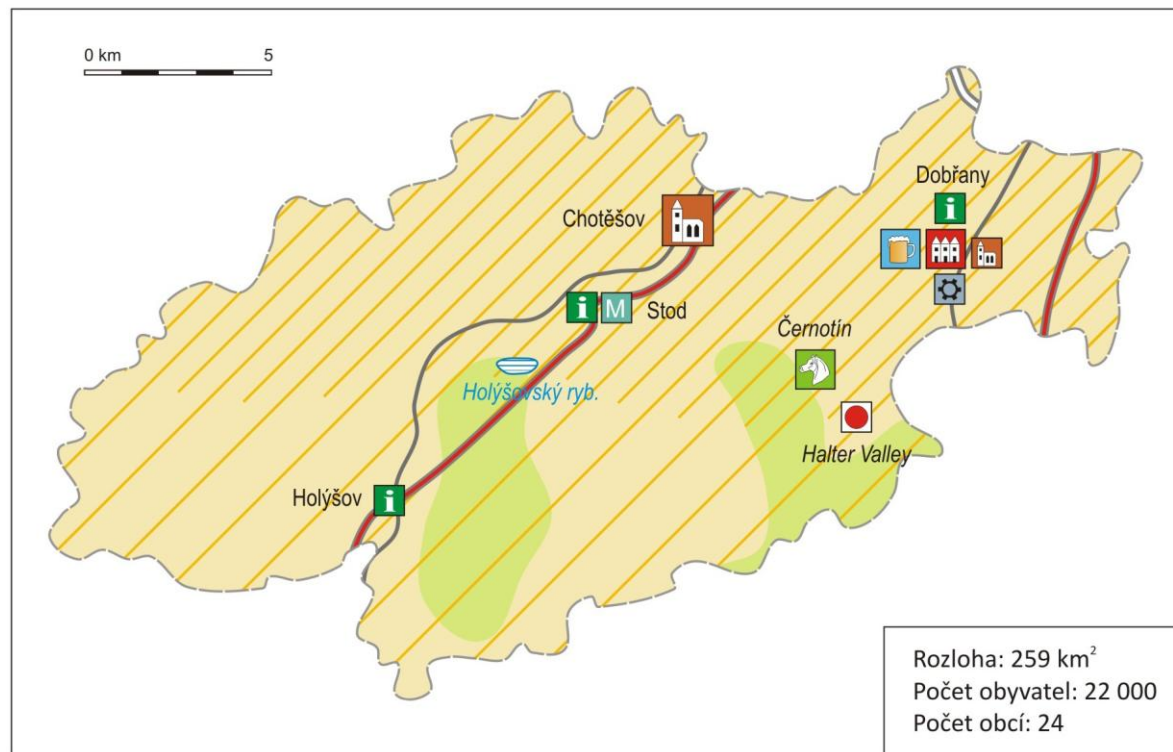 0 km 5
Dobřany
i
Chotěšov
i M Stod
Černotín
Holýšovský ryb.
Halter Valley
Holýšov i
Rozloha: 259 km²
Počet obyvatel: 22 000
Počet obcí: 24